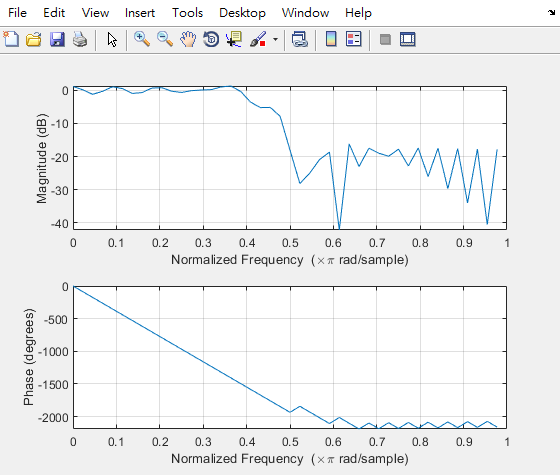 File Edit View Insert Tools Desktop Window Help
0
-10
-20
-30
-40
Magnitude (dB)
0 0.1 0.2 0.3 0.4 0.5 0.6 0.7 0.8 0.9 1
Normalized Frequency (×π rad/sample)
0
-500
-1000
-1500
-2000
Phase (degrees)
0 0.1 0.2 0.3 0.4 0.5 0.6 0.7 0.8 0.9 1
Normalized Frequency (×π rad/sample)